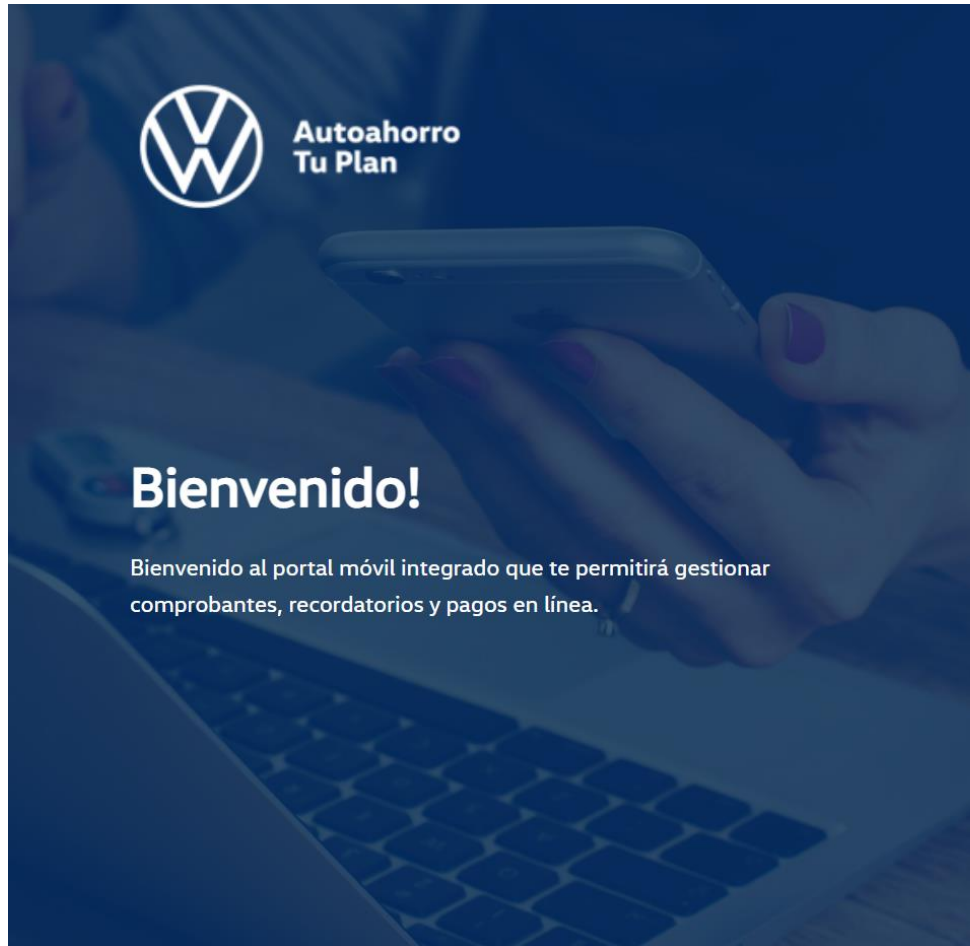 Autoahorro
Tu Plan
Bienvenido!
Bienvenido al portal móvil integrado que te permitirá gestionar
comprobantes, recordatorios y pagos en línea.